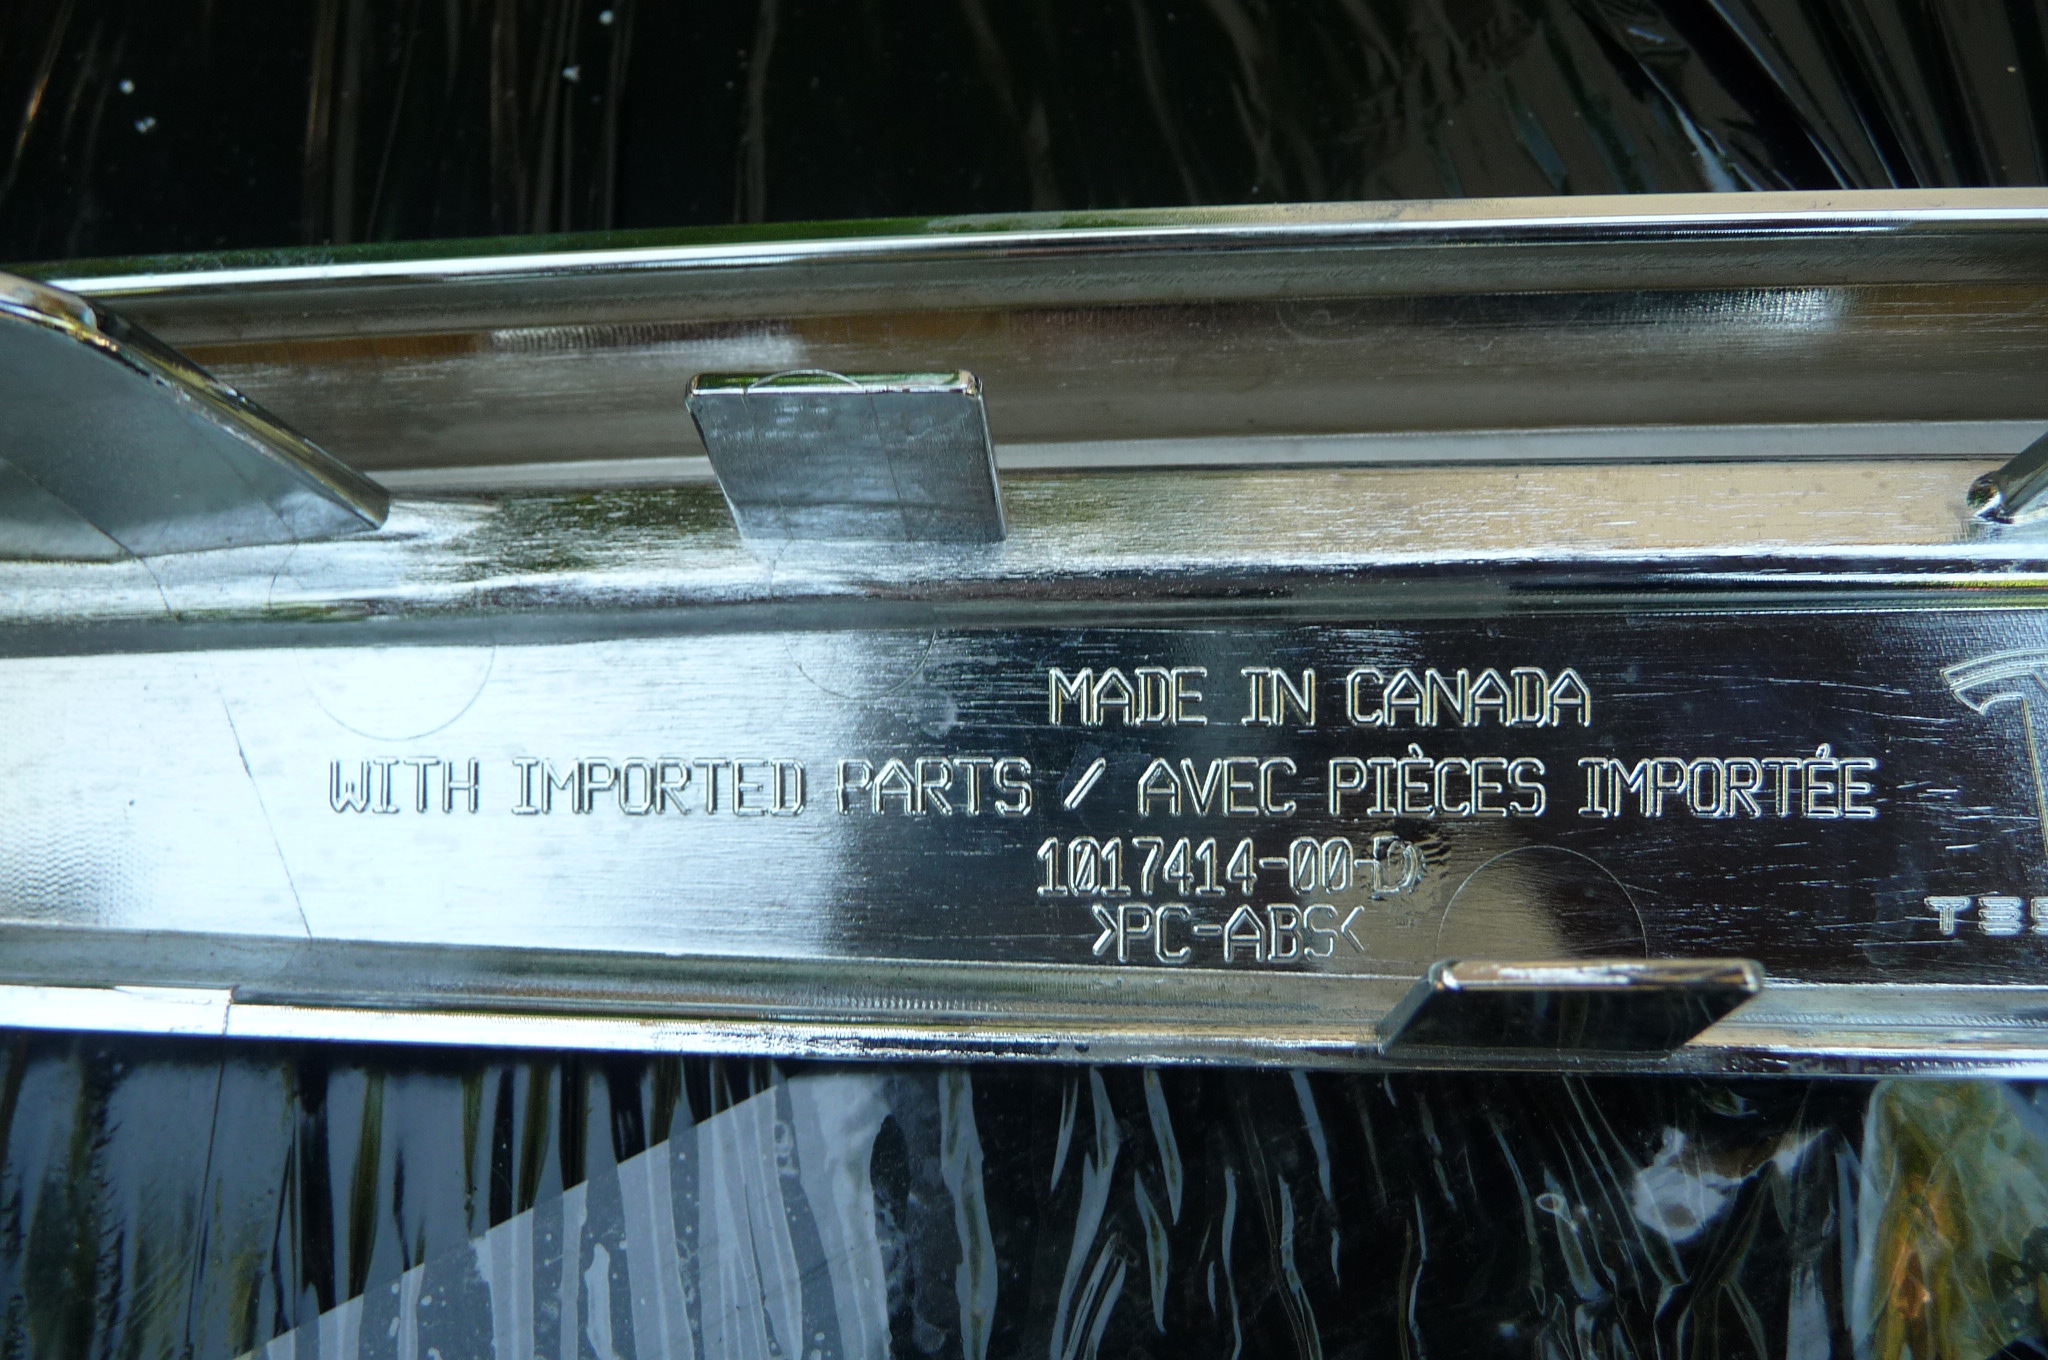 MADE IN CANADA
WITH IMPORTED PARTS / AVEC PIÈCES IMPORTÉE
1017414-00-D
>PC-ABS<